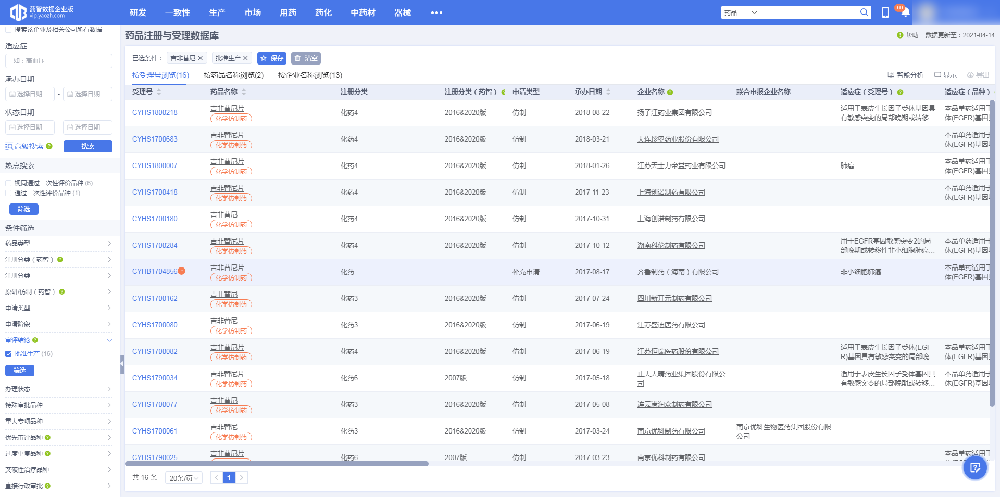 药智数据企业版
vip.yaozh.com
研发 一致性 生产 市场 用药 药化 中药材 器械 •••
药品
60
搜索该企业及相关公司所有数据
适应症
如：高血压
承办日期
选择日期 - 选择日期
状态日期
选择日期 - 选择日期
高级搜索 搜索
热点搜索
视同通过一次性评价品种 (6)
通过一次性评价品种 (1)
筛选
条件筛选
药品类型
注册分类（药智）
注册分类
原研/仿制（药智）
申请类型
申请阶段
审评结论
批准生产 (16)
筛选
办理状态
特殊审批品种
重大专项品种
优先审评品种
过度重复品种
突破性治疗品种
直接行政审批
药品注册与受理数据库
帮助 数据更新至：2021-04-14
已选条件： 吉非替尼 × 批准生产 × 保存 清空
按受理号浏览(16) 按药品名称浏览(2) 按企业名称浏览(13)
智能分析 显示 导出
受理号 药品名称 注册分类 注册分类（药智） 申请类型 承办日期 企业名称 联合申报企业名称 适应症（受理号） 适应症（品种）
CYHS1800218 吉非替尼片 化学仿制药 化药4 2016&2020版 仿制 2018-08-22 扬子江药业集团有限公司 适用于表皮生长因子受体基因具有敏感突变的局部晚期或转移... 本品单药适用于 体(EGFR)基因
CYHS1700683 吉非替尼片 化学仿制药 化药4 2016&2020版 仿制 2018-03-21 大连珍奥药业股份有限公司 本品单药适用于 体(EGFR)基因
CYHS1800007 吉非替尼片 化学仿制药 化药4 2016&2020版 仿制 2018-01-26 江苏天士力帝益药业有限公司 肺癌 本品单药适用于 体(EGFR)基因
CYHS1700418 吉非替尼片 化学仿制药 化药4 2016&2020版 仿制 2017-11-23 上海创诺制药有限公司 本品单药适用于 体(EGFR)基因
CYHS1700180 吉非替尼 化学仿制药 化药4 2016&2020版 仿制 2017-10-31 上海创诺制药有限公司
CYHS1700284 吉非替尼片 化学仿制药 化药4 2016&2020版 仿制 2017-10-12 湖南科伦制药有限公司 用于EGFR基因敏感突变2的局部晚期或转移性非小细胞肺癌... 本品单药适用于 体(EGFR)基因
CYHB1704856 吉非替尼片 化学仿制药 化药 补充申请 2017-08-17 齐鲁制药（海南）有限公司 非小细胞肺癌 本品单药适用于 体(EGFR)基因
CYHS1700162 吉非替尼 化学仿制药 化药3 2016&2020版 仿制 2017-07-24 四川新开元制药有限公司
CYHS1700080 吉非替尼 化学仿制药 化药3 2016&2020版 仿制 2017-06-19 江苏盛迪医药有限公司
CYHS1700082 吉非替尼片 化学仿制药 化药4 2016&2020版 仿制 2017-06-19 江苏恒瑞医药股份有限公司 适用于表皮生长因子受体(EGFR)基因具有敏感突变的局部晚... 本品单药适用于 体(EGFR)基因
CYHS1790034 吉非替尼片 化学仿制药 化药6 2007版 仿制 2017-05-18 正大天晴药业集团股份有限公司 适用于表皮生长因子受体基因具有敏感突变的局部晚期或转移... 本品单药适用于 体(EGFR)基因
CYHS1700077 吉非替尼 化学仿制药 化药3 2016&2020版 仿制 2017-05-08 连云港润众制药有限公司
CYHS1700061 吉非替尼 化学仿制药 化药3 2016&2020版 仿制 2017-03-24 南京优科制药有限公司 南京优科生物医药集团股份有限公司
CYHS1790025 吉非替尼片 化药6 2007版 仿制 2017-03-23 南京优科制药有限公司 本品单药适用于
共 16 条 20条/页 < 1 >